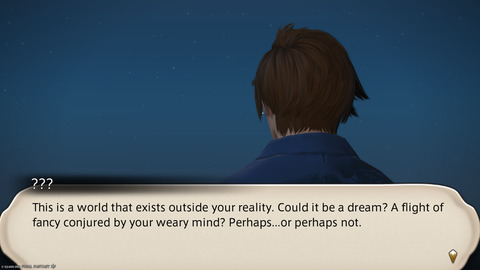 ???
This is a world that exists outside your reality. Could it be a dream? A flight of
fancy conjured by your weary mind? Perhaps...or perhaps not.